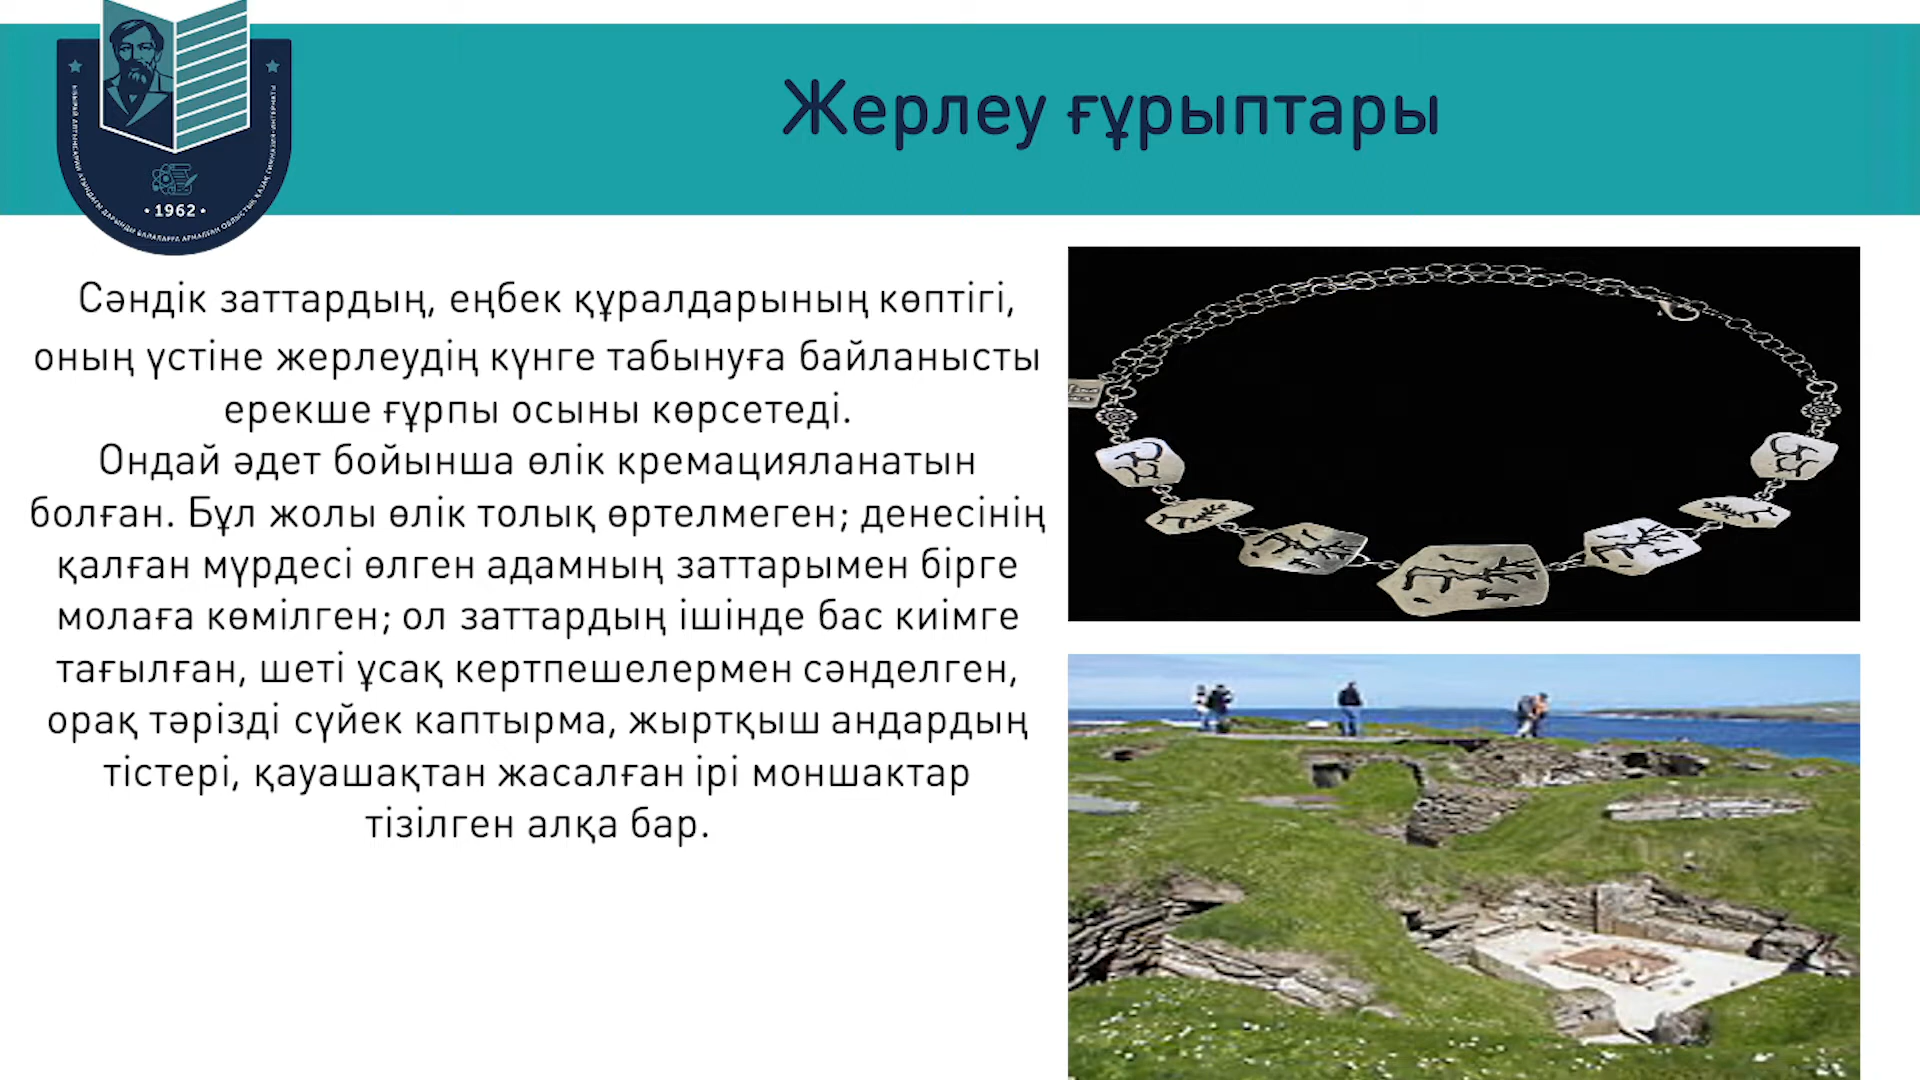 Жерлеу ғұрыптары
• 1962 •
Сәндік заттардың, еңбек құралдарының көптігі,
оның үстіне жерлеудің күнге табынуға байланысты
ерекше ғұрпы осыны көрсетеді.
Ондай әдет бойынша өлік кремацияланатын
болған. Бұл жолы өлік толық өртелмеген; денесінің
қалған мүрдесі өлген адамның заттарымен бірге
молаға көмілген; ол заттардың ішінде бас киімге
тағылған, шеті ұсақ кертпешелермен сәнделген,
орақ тәрізді сүйек каптырма, жыртқыш андардың
тістері, қауашақтан жасалған ірі моншактар
тізілген алқа бар.